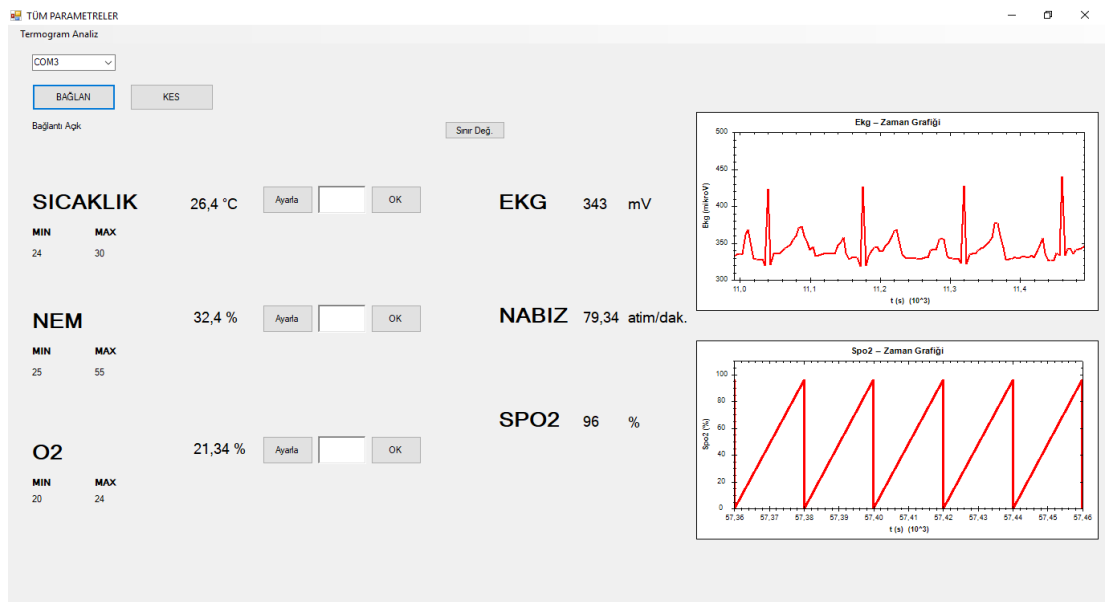 TÜM PARAMETRELER
Termogram Analiz
COM3
BAĞLAN KES
Bağlantı Açık
Sınır Değ.
SICAKLIK 26,4 °C Ayarla OK
MIN MAX
24 30
NEM 32,4 % Ayarla OK
MIN MAX
25 55
O2 21,34 % Ayarla OK
MIN MAX
20 24
EKG 343 mV
NABIZ 79,34 atim/dak.
SPO2 96 %
Ekg – Zaman Grafiği
Ekg (mikroV)
500
450
400
350
300
11,0 11,1 11,2 11,3 11,4
t (s) (10^3)
Spo2 – Zaman Grafiği
Spo2 (%)
100
80
60
40
20
0
57,36 57,37 57,38 57,39 57,40 57,41 57,42 57,43 57,44 57,45 57,46
t (s) (10^3)